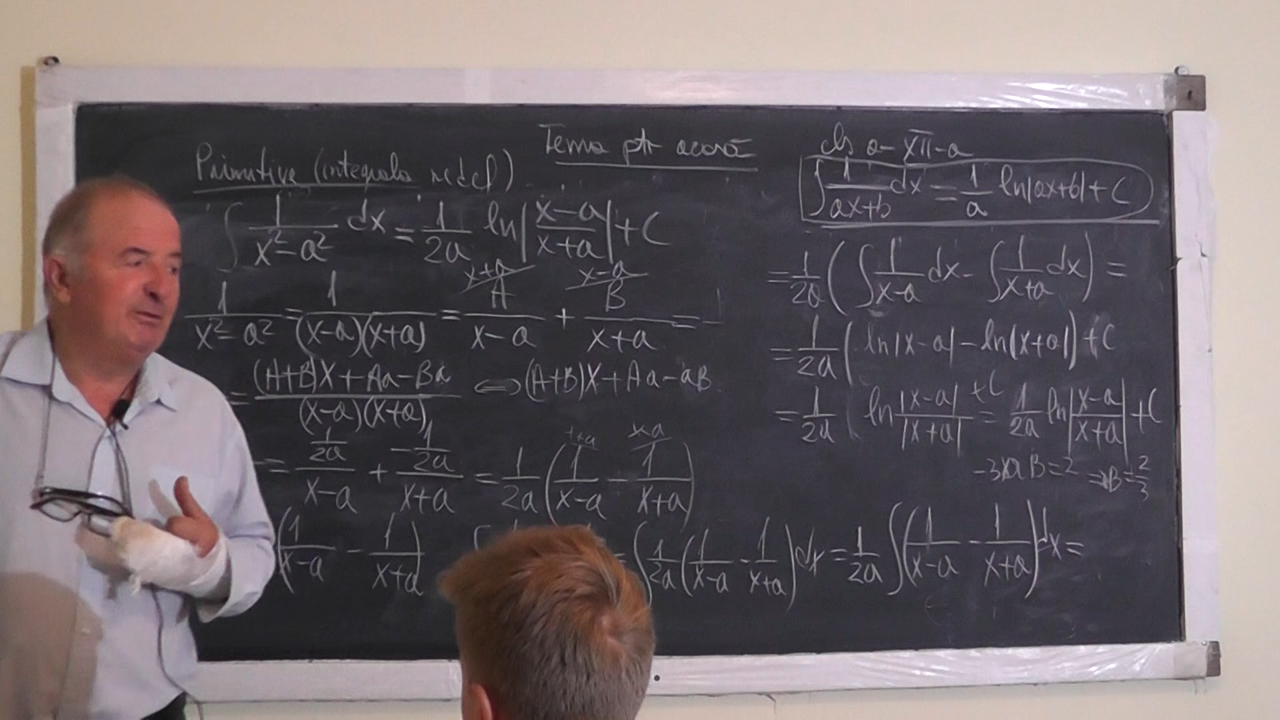 Tema ptr acasă
Primitive (integrala nedef)
∫ 1/(x²-a²) dx = 1/2a ln|(x-a)/(x+a)| + C
1/(x²-a²) = 1/((x-a)(x+a)) = A/(x-a) + B/(x+a) =
= ((A+B)X + Aa - Ba)/((x-a)(x+a)) ⇔ (A+B)X + Aa - aB
= (1/2a)/(x-a) + (-1/2a)/(x+a) = 1/2a (1/(x-a) - 1/(x+a))
(1/(x-a) - 1/(x+a))
= ∫ 1/2a (1/(x-a) - 1/(x+a)) dx = 1/2a ∫ (1/(x-a) - 1/(x+a)) dx =
cls a-XII-a
∫ 1/(ax+b) dx = 1/a ln|ax+b| + C
= 1/2a (∫ 1/(x-a) dx - ∫ 1/(x+a) dx) =
= 1/2a (ln|x-a| - ln|x+a|) + C
= 1/2a ln |x-a|/|x+a| + C = 1/2a ln|(x-a)/(x+a)| + C
B=2 ⇒ B=2/3